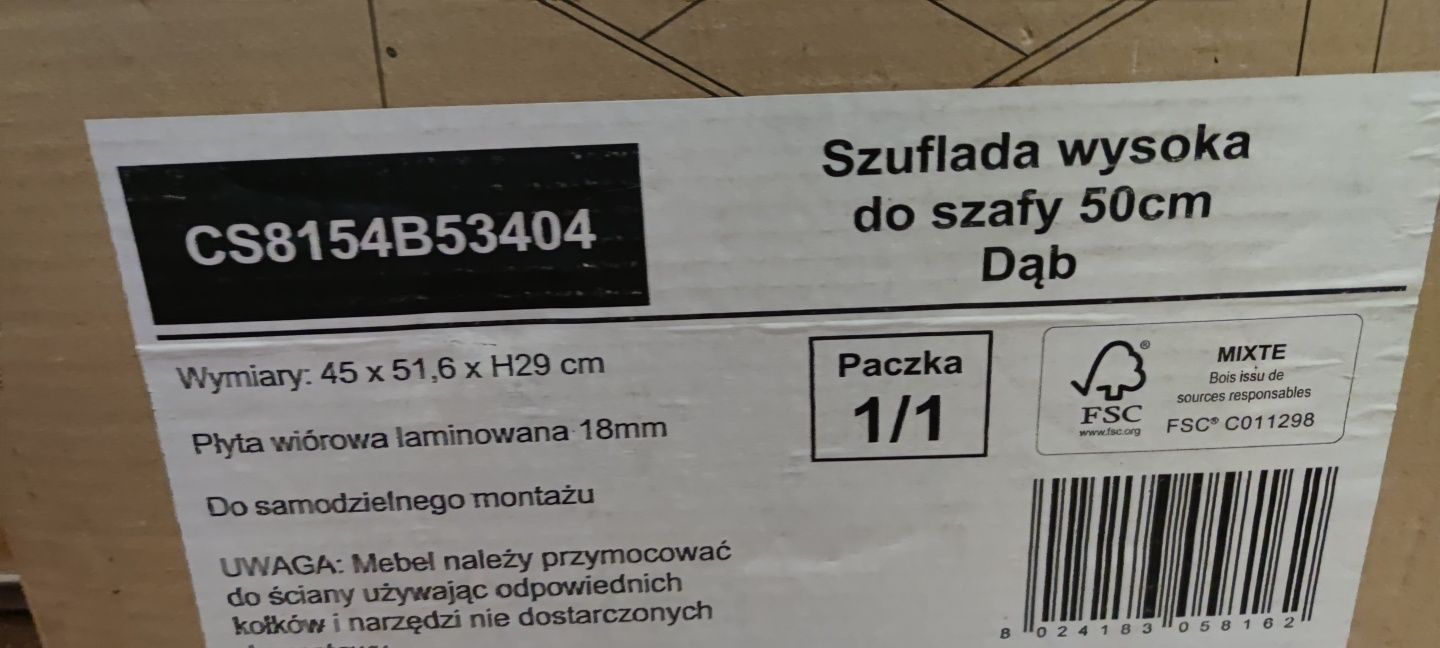 CS8154B53404
Szuflada wysoka
do szafy 50cm
Dąb
Wymiary: 45 x 51,6 x H29 cm
Płyta wiórowa laminowana 18mm
Do samodzielnego montażu
UWAGA: Mebel należy przymocować
do ściany używając odpowiednich
kołków i narzędzi nie dostarczonych
Paczka
1/1
FSC
www.fsc.org
MIXTE
Bois issu de
sources responsables
FSC® C011298
8 024183 058162